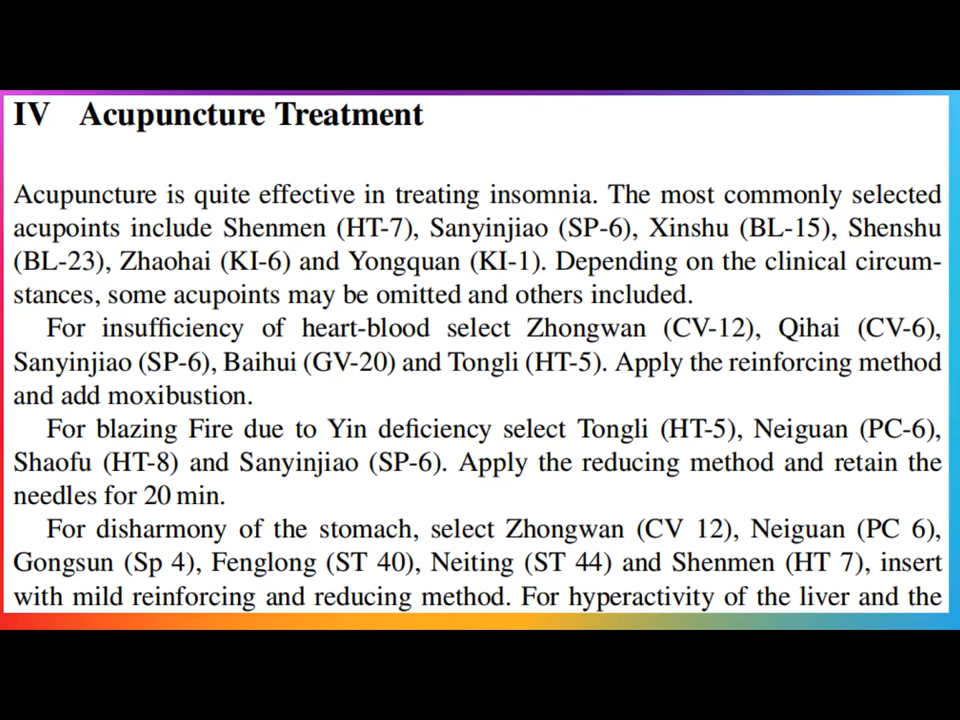 IV Acupuncture Treatment
Acupuncture is quite effective in treating insomnia. The most commonly selected
acupoints include Shenmen (HT-7), Sanyinjiao (SP-6), Xinshu (BL-15), Shenshu
(BL-23), Zhaohai (KI-6) and Yongquan (KI-1). Depending on the clinical circum-
stances, some acupoints may be omitted and others included.
For insufficiency of heart-blood select Zhongwan (CV-12), Qihai (CV-6),
Sanyinjiao (SP-6), Baihui (GV-20) and Tongli (HT-5). Apply the reinforcing method
and add moxibustion.
For blazing Fire due to Yin deficiency select Tongli (HT-5), Neiguan (PC-6),
Shaofu (HT-8) and Sanyinjiao (SP-6). Apply the reducing method and retain the
needles for 20 min.
For disharmony of the stomach, select Zhongwan (CV 12), Neiguan (PC 6),
Gongsun (Sp 4), Fenglong (ST 40), Neiting (ST 44) and Shenmen (HT 7), insert
with mild reinforcing and reducing method. For hyperactivity of the liver and the